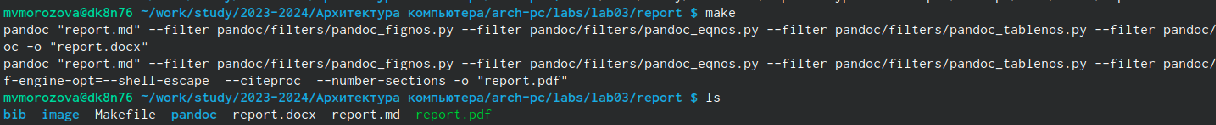 mvmorozova@dk8n76 ~/work/study/2023-2024/Архитектура компьютера/arch-pc/labs/lab03/report $ make
pandoc "report.md" --filter pandoc/filters/pandoc_fignos.py --filter pandoc/filters/pandoc_eqnos.py --filter pandoc/filters/pandoc_tablenos.py --filter pandoc/
oc -o "report.docx"
pandoc "report.md" --filter pandoc/filters/pandoc_fignos.py --filter pandoc/filters/pandoc_eqnos.py --filter pandoc/filters/pandoc_tablenos.py --filter pandoc/
f-engine-opt=--shell-escape --citeproc --number-sections -o "report.pdf"
mvmorozova@dk8n76 ~/work/study/2023-2024/Архитектура компьютера/arch-pc/labs/lab03/report $ ls
bib image Makefile pandoc report.docx report.md report.pdf